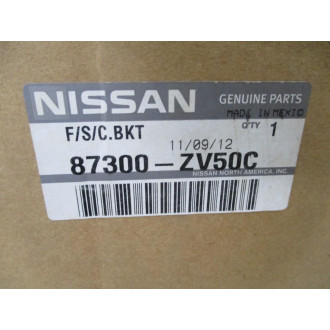 NISSAN
GENUINE PARTS
MADE IN MEXICO
F/S/C.BKT
Q'TY 1
11/09/12
87300-ZV50C
NISSAN NORTH AMERICA, INC.